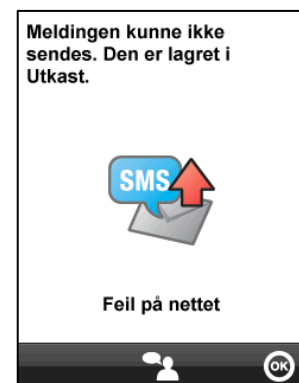 Meldingen kunne ikke
sendes. Den er lagret i
Utkast.
SMS
Feil på nettet
OK